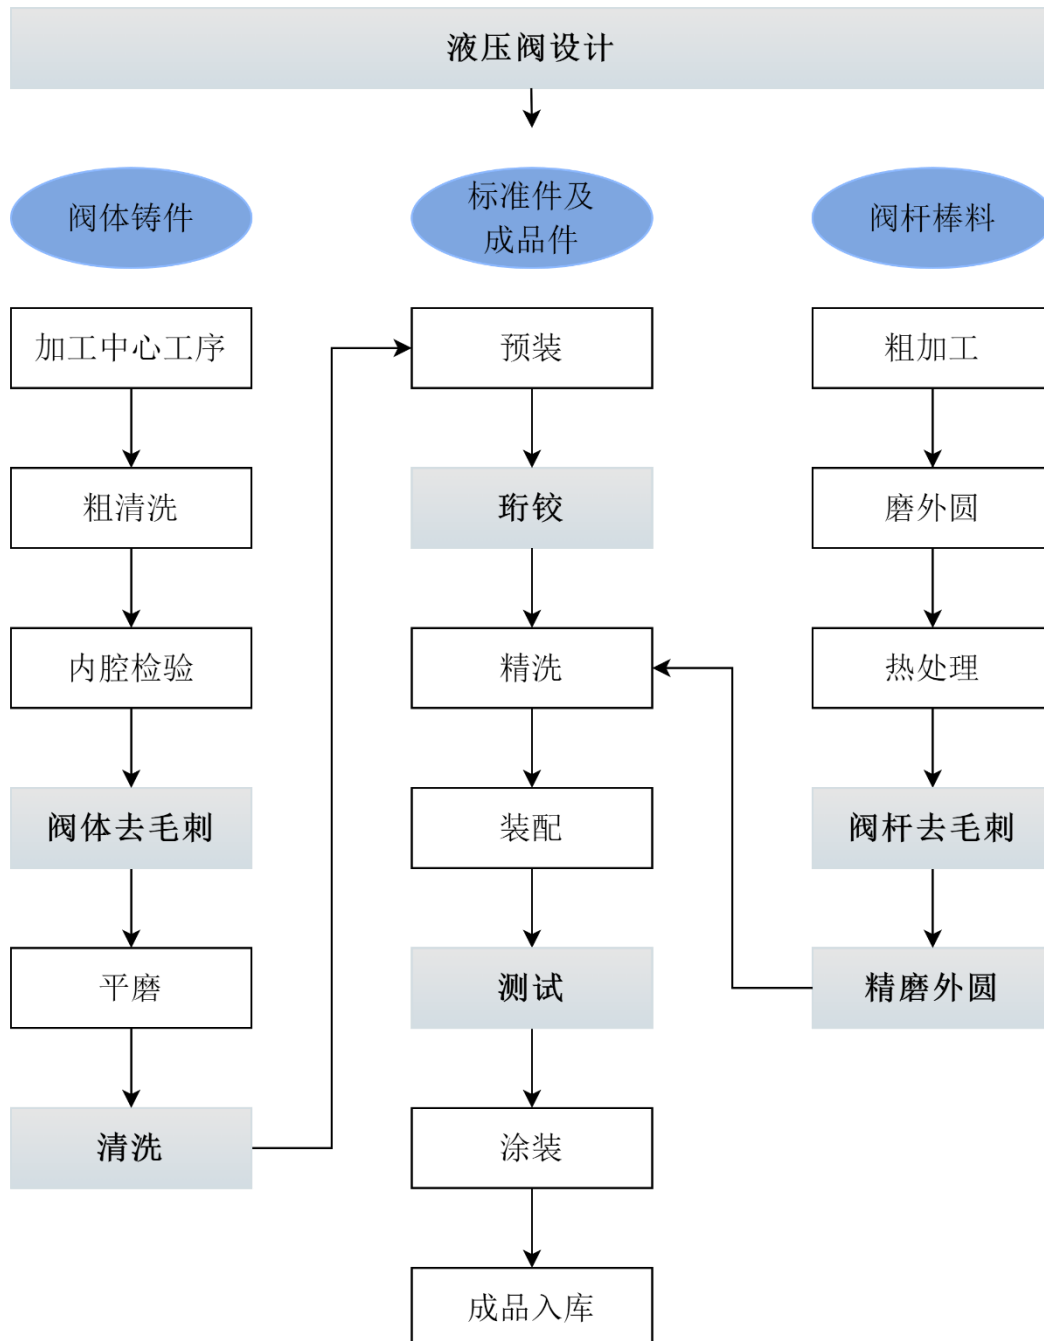 液压阀设计
阀体铸件
标准件及
成品件
阀杆棒料
加工中心工序
预装
粗加工
粗清洗
珩铰
磨外圆
内腔检验
精洗
热处理
阀体去毛刺
装配
阀杆去毛刺
平磨
测试
精磨外圆
清洗
涂装
成品入库